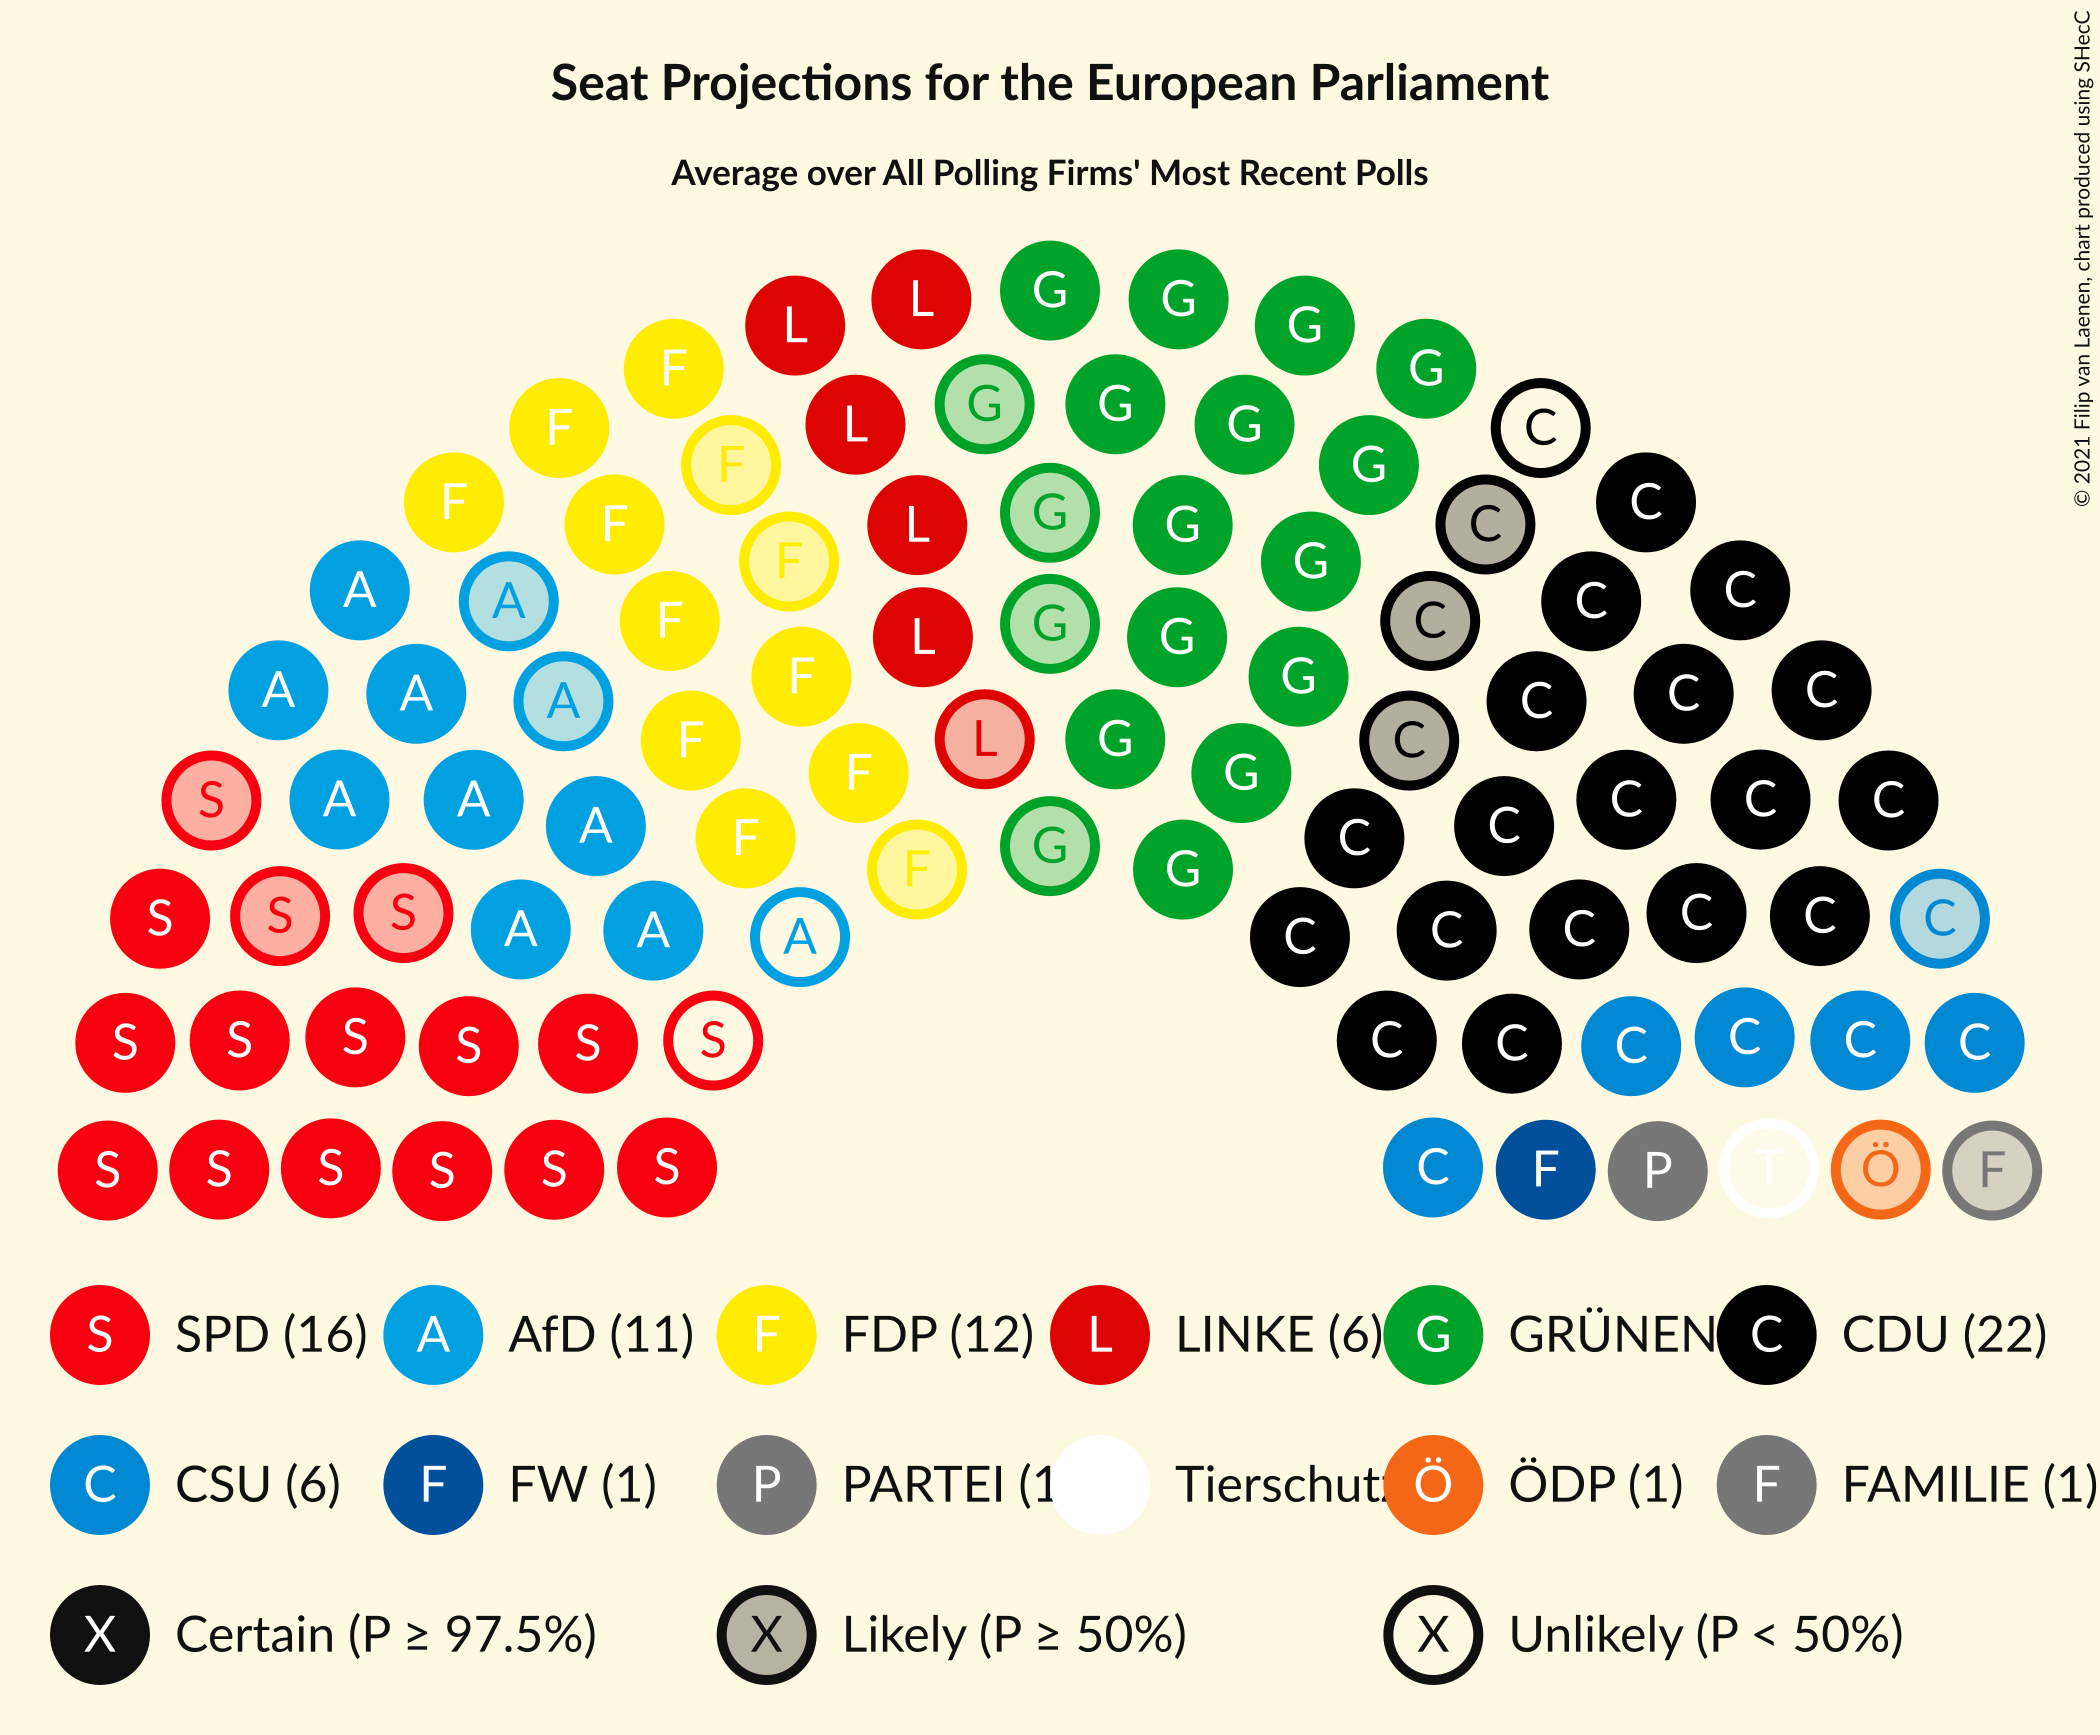 Seat Projections for the European Parliament
Average over All Polling Firms' Most Recent Polls
© 2021 Filip van Laenen, chart produced using SHecC
L L G G G G
F L G G G G C
F F L G G G C C
F F F L G G G C C C
A A F F L G G C C C C
A A A F F G G C C C C C
S A A A F F G G C C C C C C
S S S A A A C C C C C C
S S S S S S C C C C C C
S S S S S S C F P T Ö F
S SPD (16) A AfD (11) F FDP (12) L LINKE (6) G GRÜNEN C CDU (22)
C CSU (6) F FW (1) P PARTEI (1 Tierschutz Ö ÖDP (1) F FAMILIE (1)
X Certain (P ≥ 97.5%) X Likely (P ≥ 50%) X Unlikely (P < 50%)